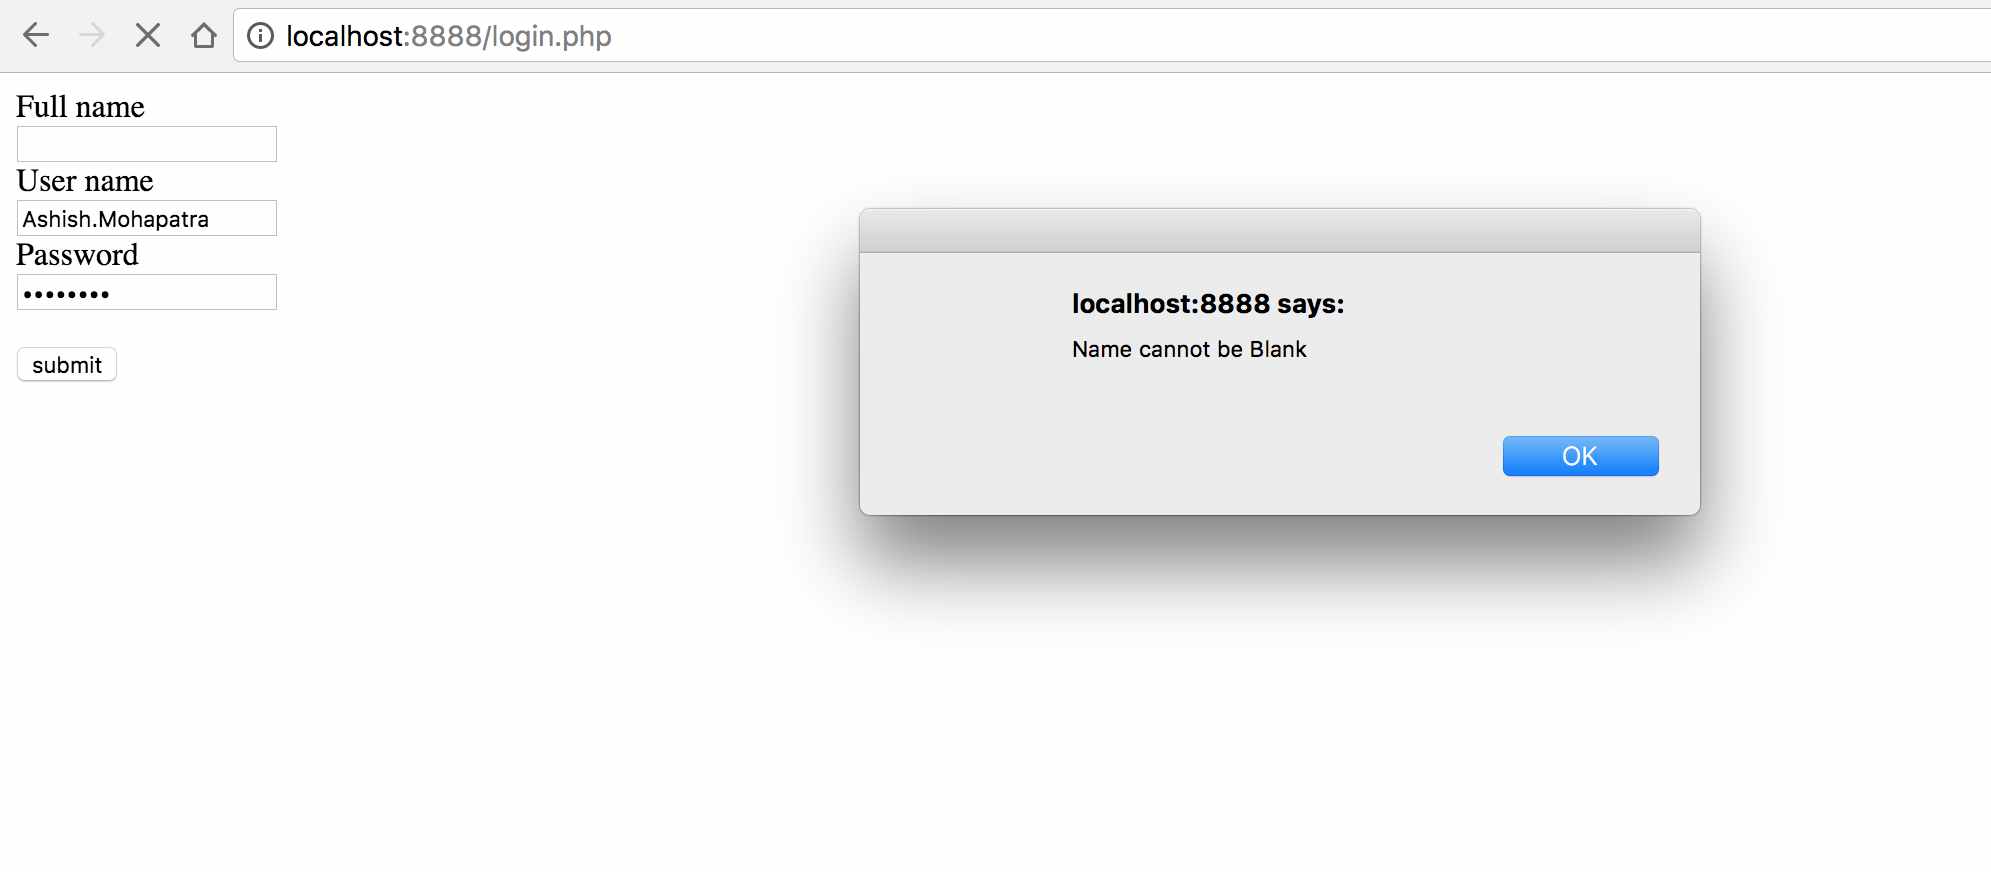 localhost:8888/login.php
Full name
User name
Ashish.Mohapatra
Password
••••••••
submit
localhost:8888 says:
Name cannot be Blank
OK